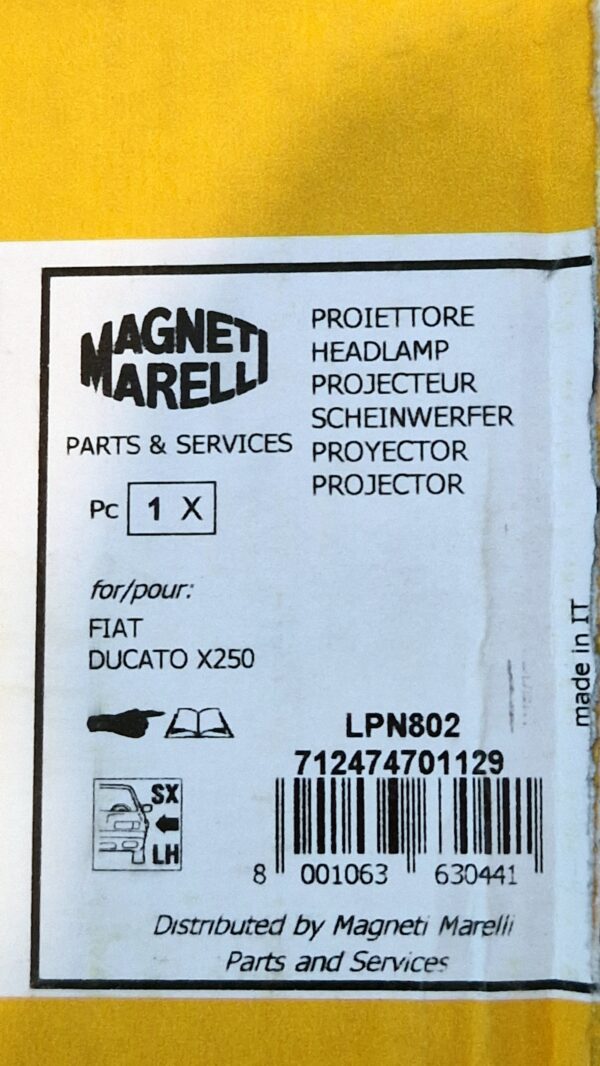 MAGNETI
MARELLI
PARTS & SERVICES
PROIETTORE
HEADLAMP
PROJECTEUR
SCHEINWERFER
PROYECTOR
PROJECTOR
Pc 1 X
for/pour:
FIAT
DUCATO X250
made in IT
LPN802
712474701129
SX
LH
8 001063 630441
Distributed by Magneti Marelli
Parts and Services